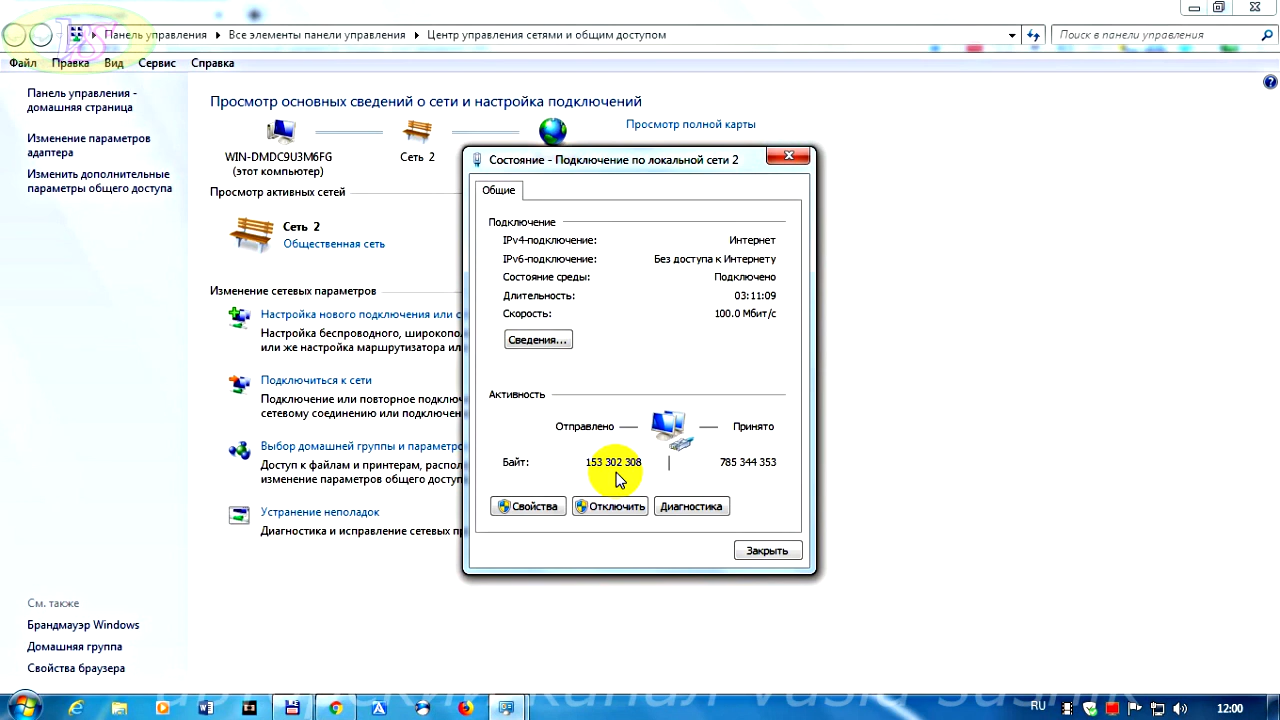 Панель управления
Все элементы панели управления
Центр управления сетями и общим доступом
Поиск в панели управления
Файл Правка Вид Сервис Справка
Панель управления -
домашняя страница
Изменение параметров
адаптера
Изменить дополнительные
параметры общего доступа
Просмотр основных сведений о сети и настройка подключений
Просмотр полной карты
WIN-DMDC9U3M6FG
(этот компьютер)
Сеть 2
Просмотр активных сетей
Сеть 2
Общественная сеть
Изменение сетевых параметров
Настройка нового подключения или с
Настройка беспроводного, широкопол
или же настройка маршрутизатора ил
Подключиться к сети
Подключение или повторное подключ
сетевому соединению или подключен
Выбор домашней группы и параметро
Доступ к файлам и принтерам, распол
изменение параметров общего доступ
Устранение неполадок
Диагностика и исправление сетевых п
Состояние - Подключение по локальной сети 2
Общие
Подключение
IPv4-подключение: Интернет
IPv6-подключение: Без доступа к Интернету
Состояние среды: Подключено
Длительность: 03:11:09
Скорость: 100.0 Мбит/с
Сведения...
Активность
Отправлено — — Принято
Байт: 153 302 308 | 785 344 353
Свойства Отключить Диагностика
Закрыть
См. также
Брандмауэр Windows
Домашняя группа
Свойства браузера
канал vasia sasnik
RU
12:00